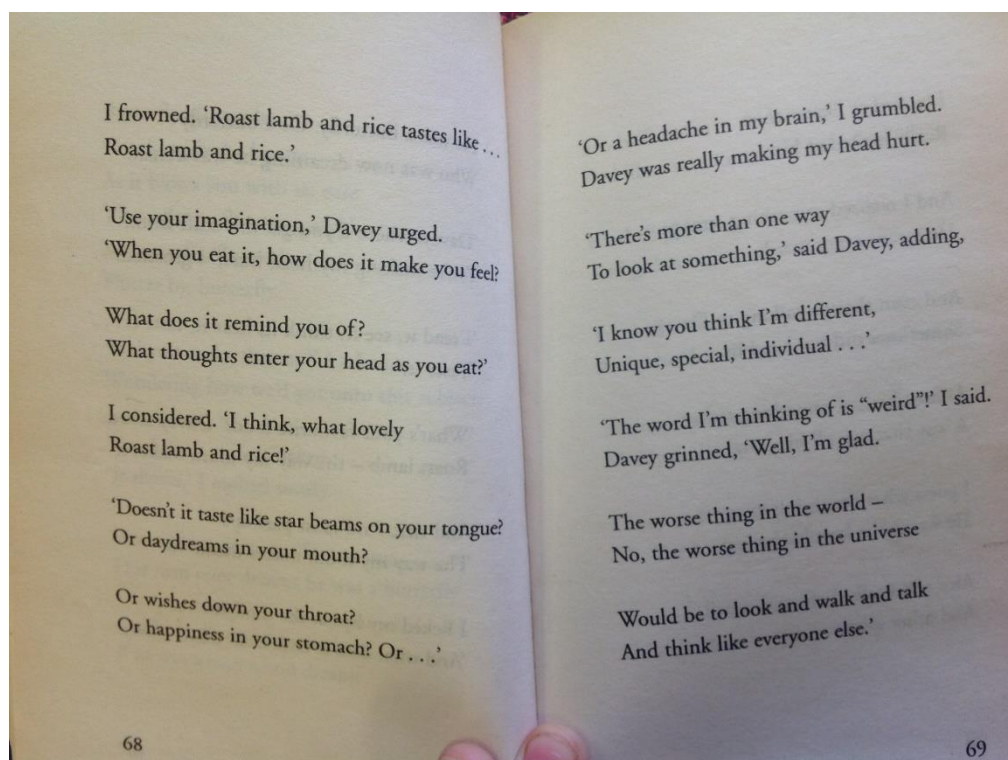 I frowned. ‘Roast lamb and rice tastes like . . .
Roast lamb and rice.’
‘Use your imagination,’ Davey urged.
‘When you eat it, how does it make you feel?
What does it remind you of?
What thoughts enter your head as you eat?’
I considered. ‘I think, what lovely
Roast lamb and rice!’
‘Doesn’t it taste like star beams on your tongue?
Or daydreams in your mouth?
Or wishes down your throat?
Or happiness in your stomach? Or . . .’
68
‘Or a headache in my brain,’ I grumbled.
Davey was really making my head hurt.
‘There’s more than one way
To look at something,’ said Davey, adding,
‘I know you think I’m different,
Unique, special, individual . . .’
‘The word I’m thinking of is “weird”!’ I said.
Davey grinned, ‘Well, I’m glad.
The worse thing in the world –
No, the worse thing in the universe
Would be to look and walk and talk
And think like everyone else.’
69